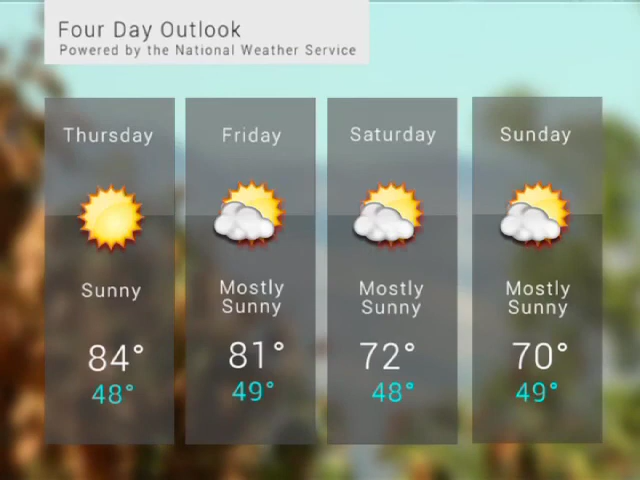 Four Day Outlook
Powered by the National Weather Service
Thursday
Sunny
84°
48°
Friday
Mostly
Sunny
81°
49°
Saturday
Mostly
Sunny
72°
48°
Sunday
Mostly
Sunny
70°
49°